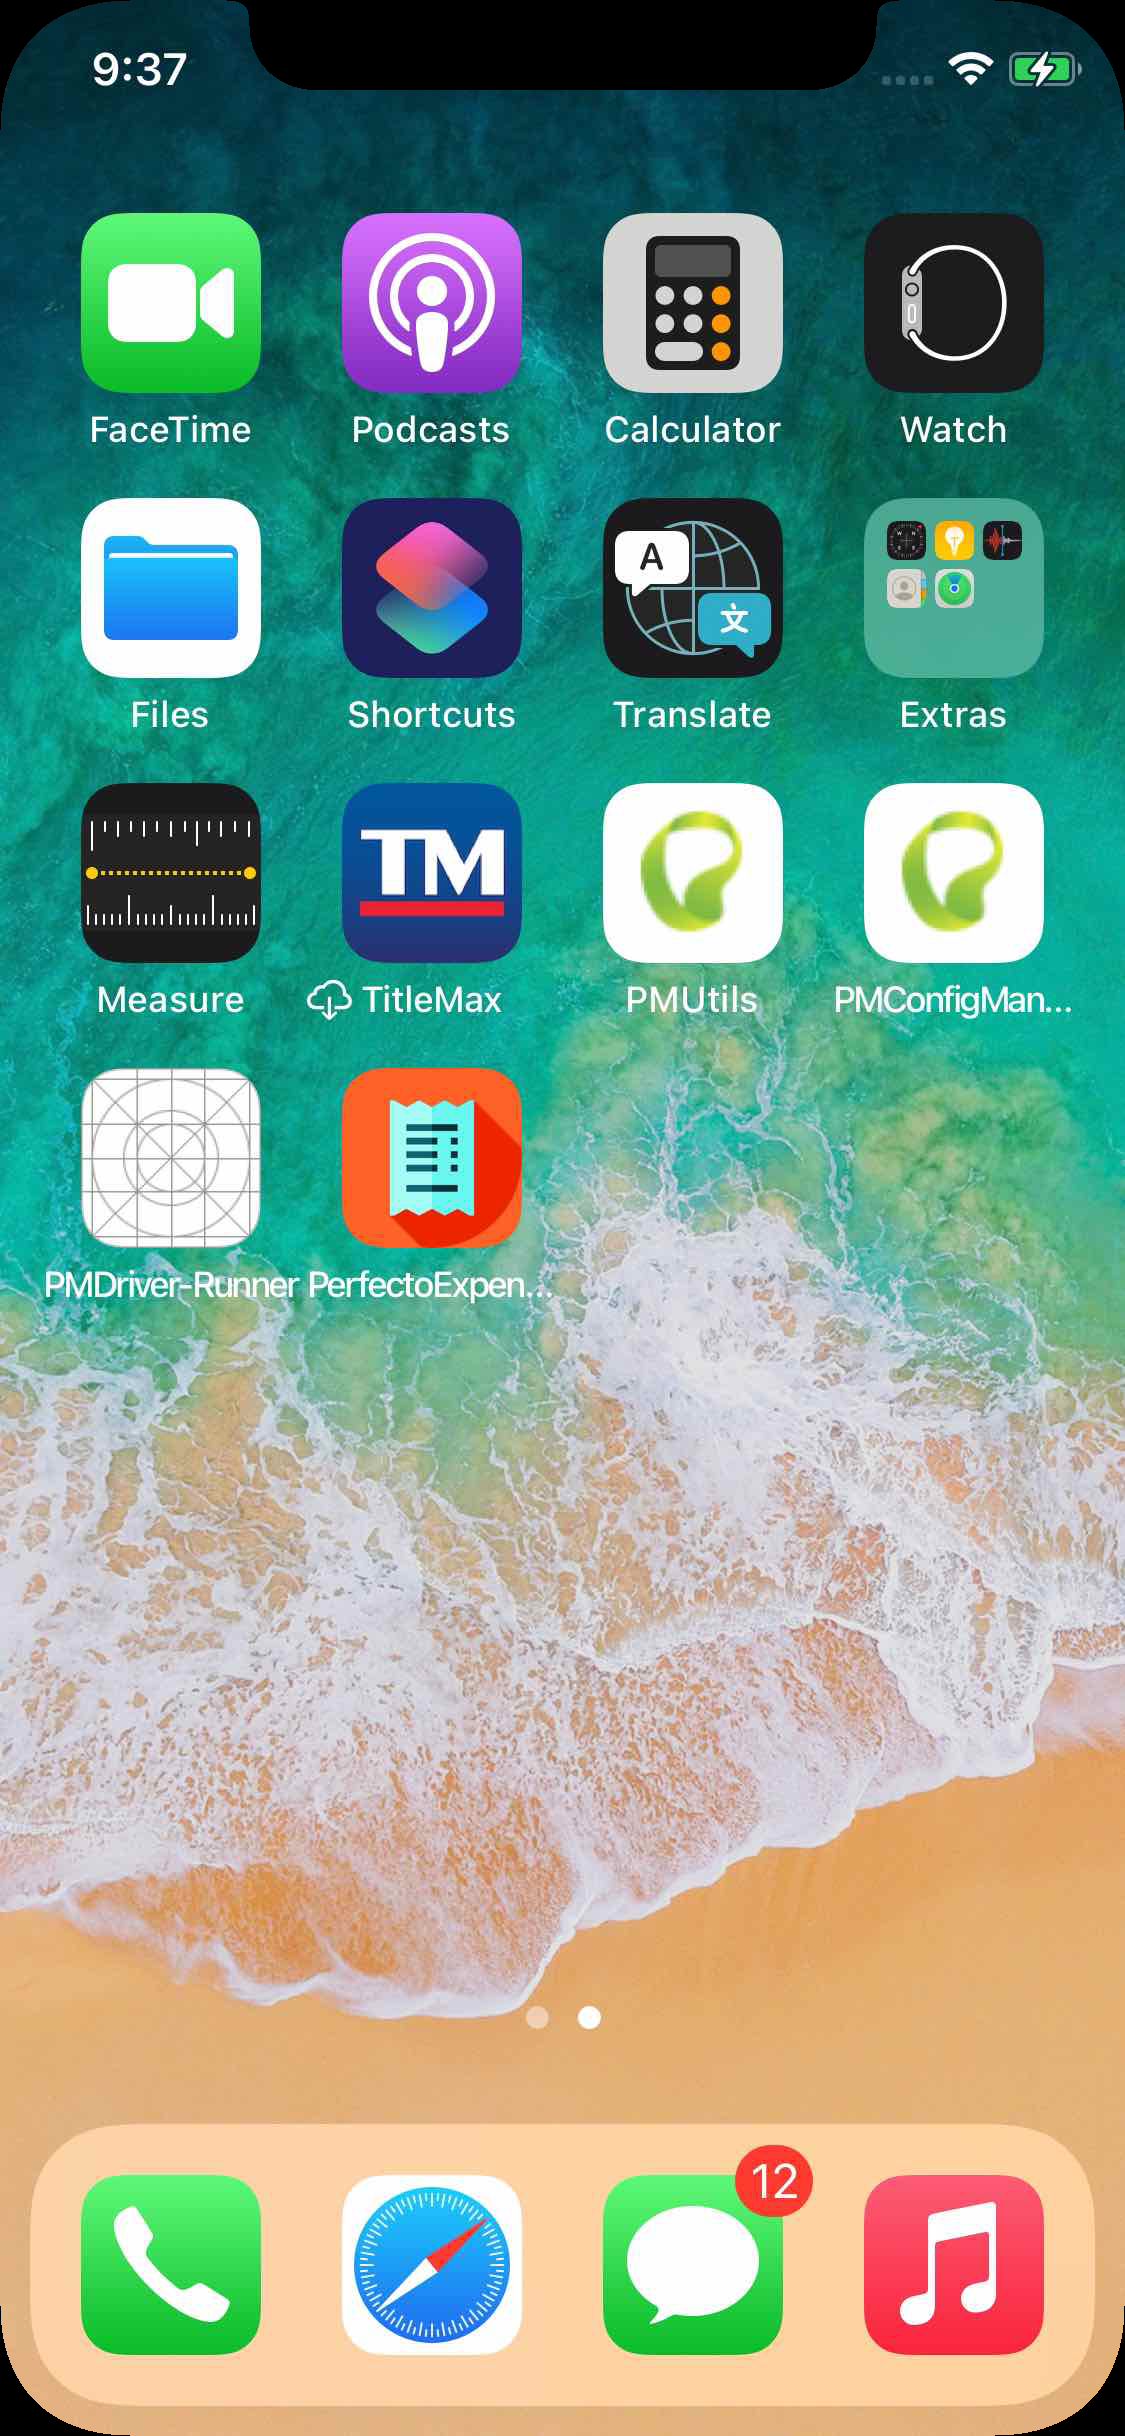 9:37
FaceTime
Podcasts
Calculator
Watch
A
文
Files
Shortcuts
Translate
Extras
TM
Measure
TitleMax
PMUtils
PMConfigMan...
PMDriver-Runner
PerfectoExpen...
12